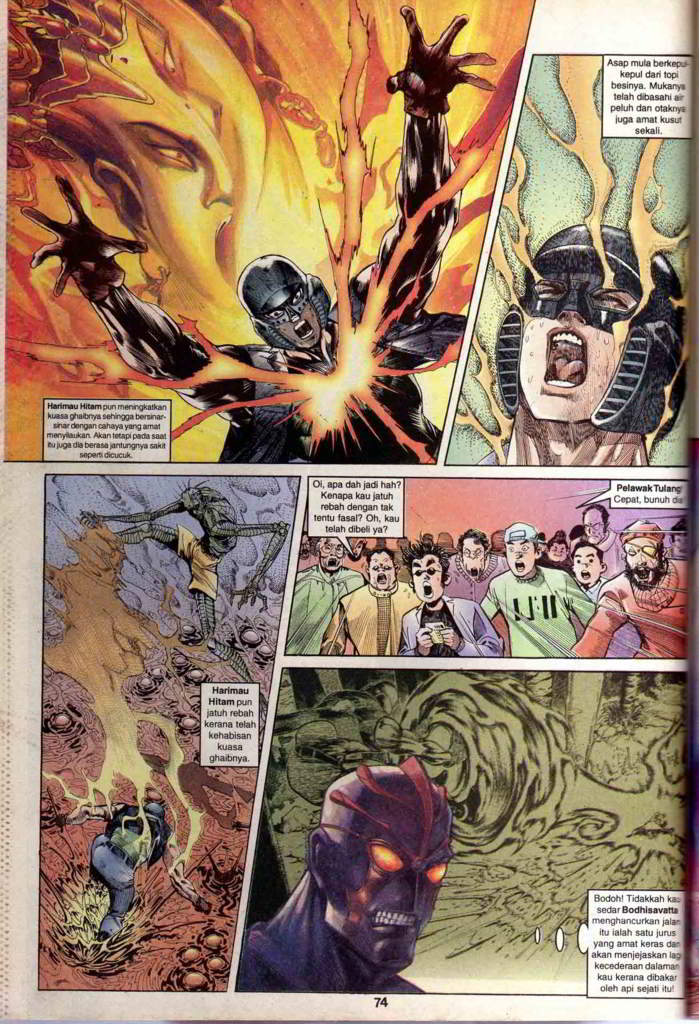 Harimau Hitam pun meningkatkan
kuasa ghaibnya sehingga bersinar-
sinar dengan cahaya yang amat
menyilaukan. Akan tetapi pada saat
itu juga dia berasa jantungnya sakit
seperti dicucuk.
Asap mula berkepul-
kepul dari topi
besinya. Mukanya
telah dibasahi air
peluh dan otaknya
juga amat kusut
sekali.
Harimau
Hitam pun
jatuh rebah
kerana telah
kehabisan
kuasa
ghaibnya.
Oi, apa dah jadi hah?
Kenapa kau jatuh
rebah dengan tak
tentu fasal? Oh, kau
telah dibeli ya?
Pelawak Tulang
Cepat, bunuh
Bodoh! Tidakkah kau
sedar Bodhisavatta
menghancurkan jalan
itu ialah satu jurus
yang amat keras dan
akan menjejaskan lagi
kecederaan dalaman
kau kerana dibakar
oleh api sejati itu!
74